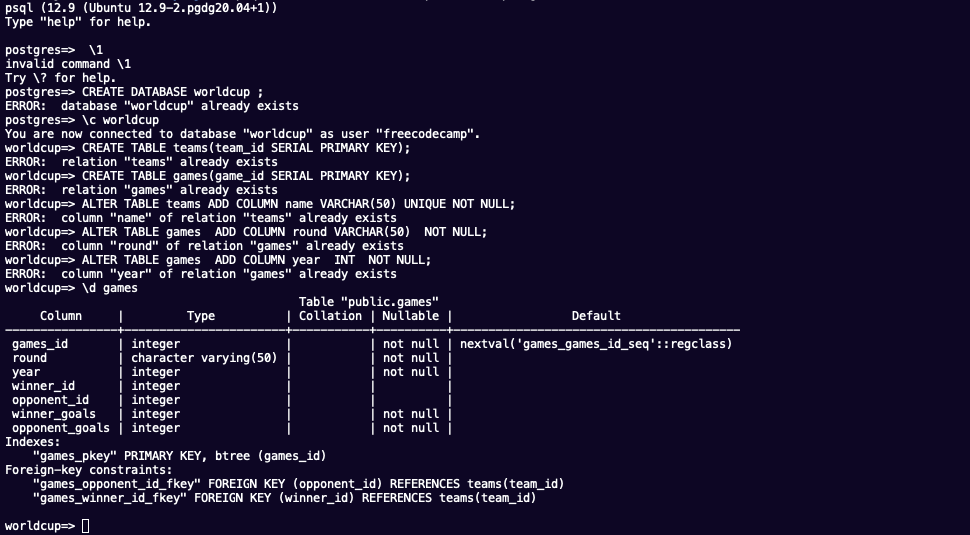 psql (12.9 (Ubuntu 12.9-2.pgdg20.04+1))
Type "help" for help.

postgres=>  \1
invalid command \1
Try \? for help.
postgres=> CREATE DATABASE worldcup ;
ERROR:  database "worldcup" already exists
postgres=> \c worldcup
You are now connected to database "worldcup" as user "freecodecamp".
worldcup=> CREATE TABLE teams(team_id SERIAL PRIMARY KEY);
ERROR:  relation "teams" already exists
worldcup=> CREATE TABLE games(game_id SERIAL PRIMARY KEY);
ERROR:  relation "games" already exists
worldcup=> ALTER TABLE teams ADD COLUMN name VARCHAR(50) UNIQUE NOT NULL;
ERROR:  column "name" of relation "teams" already exists
worldcup=> ALTER TABLE games  ADD COLUMN round VARCHAR(50)  NOT NULL;
ERROR:  column "round" of relation "games" already exists
worldcup=> ALTER TABLE games  ADD COLUMN year  INT  NOT NULL;
ERROR:  column "year" of relation "games" already exists
worldcup=> \d games
                                          Table "public.games"
     Column     |         Type          | Collation | Nullable |                 Default
----------------+-----------------------+-----------+----------+-----------------------------------------
 games_id       | integer               |           | not null | nextval('games_games_id_seq'::regclass)
 round          | character varying(50) |           | not null |
 year           | integer               |           | not null |
 winner_id      | integer               |           |          |
 opponent_id    | integer               |           |          |
 winner_goals   | integer               |           | not null |
 opponent_goals | integer               |           | not null |
Indexes:
    "games_pkey" PRIMARY KEY, btree (games_id)
Foreign-key constraints:
    "games_opponent_id_fkey" FOREIGN KEY (opponent_id) REFERENCES teams(team_id)
    "games_winner_id_fkey" FOREIGN KEY (winner_id) REFERENCES teams(team_id)

worldcup=>